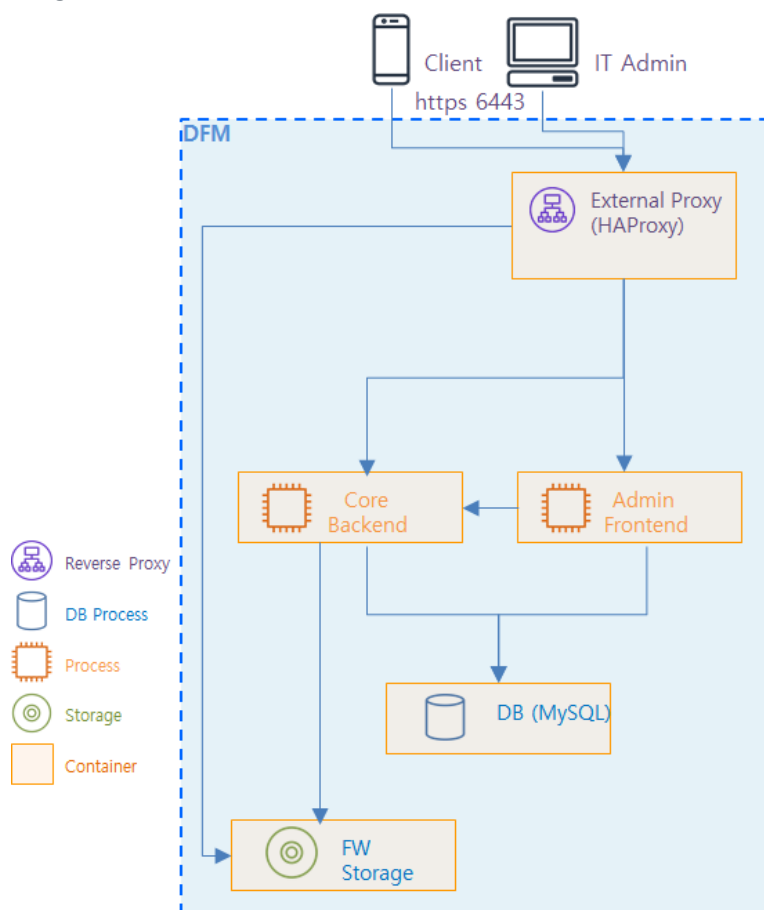 Client
IT Admin
https 6443
DFM
External Proxy
(HAProxy)
Core
Backend
Admin
Frontend
Reverse Proxy
DB Process
Process
Storage
Container
DB (MySQL)
FW
Storage